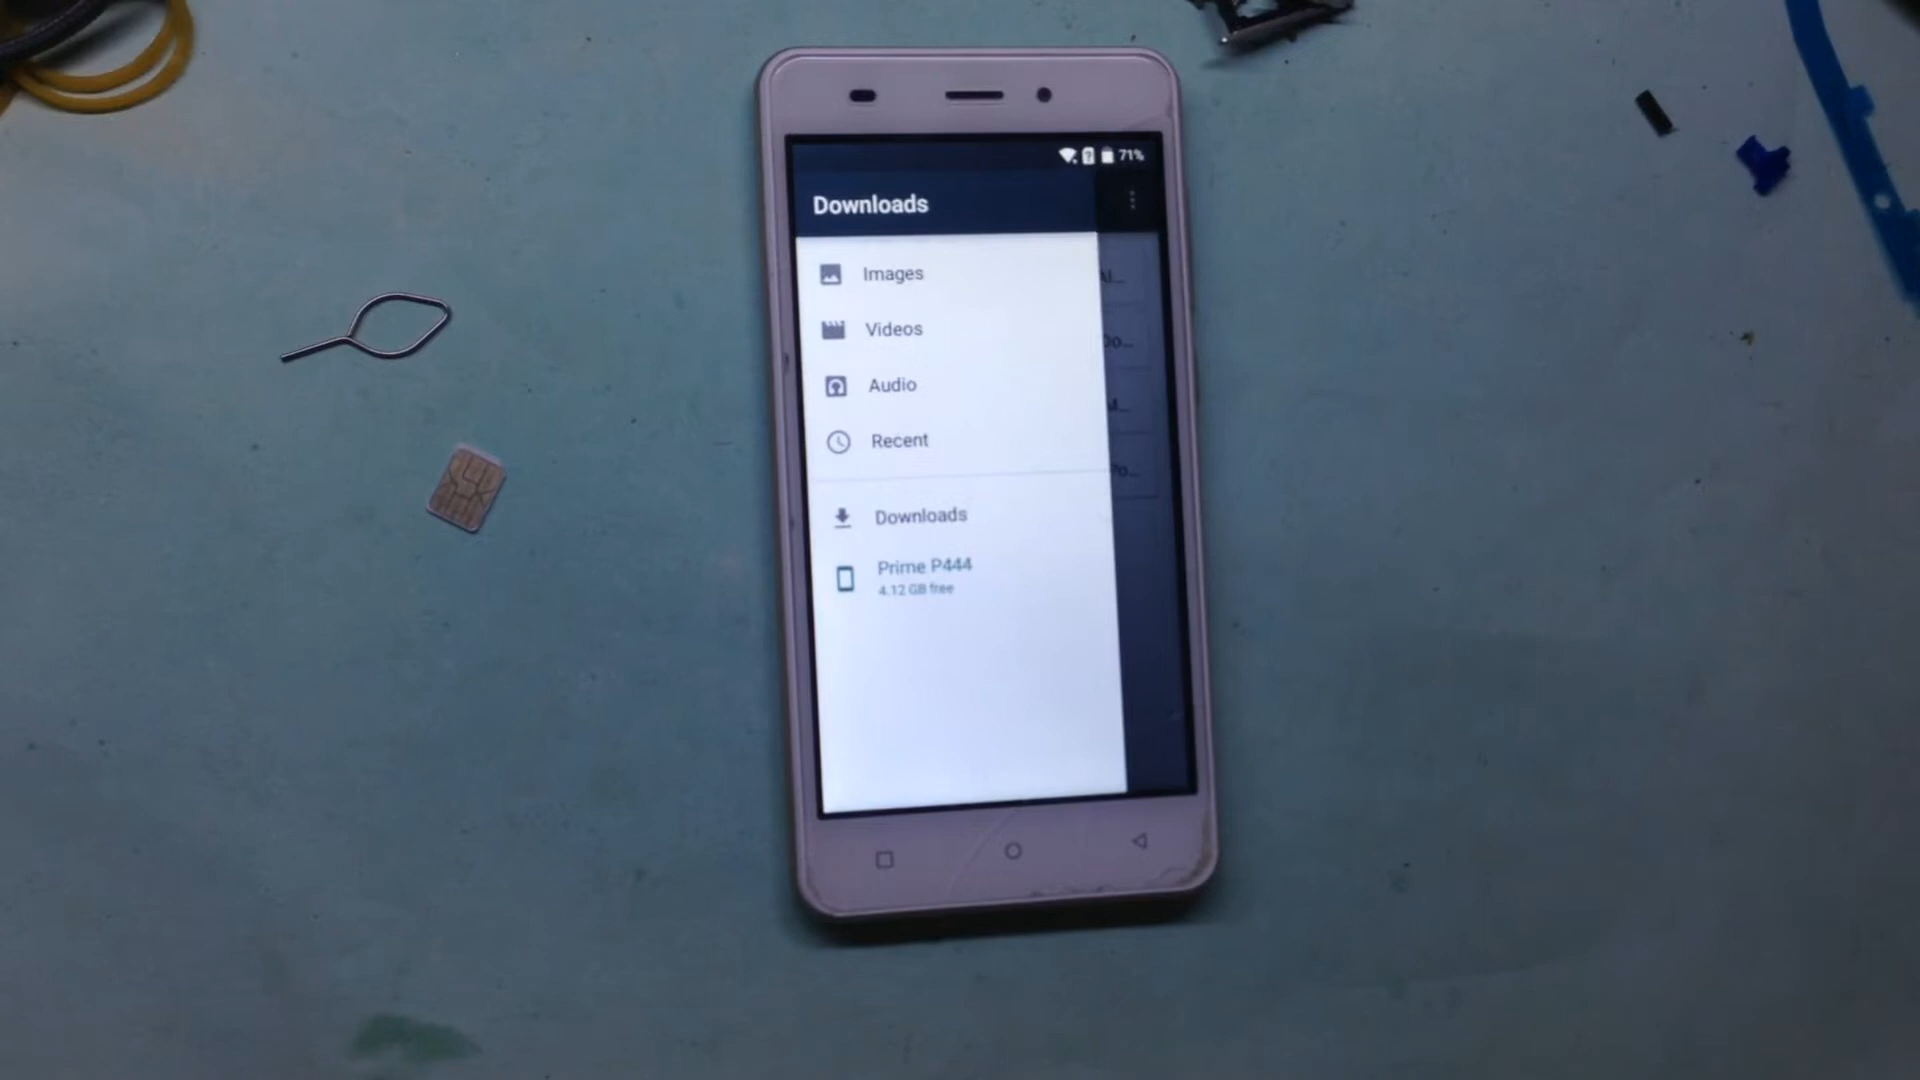 71%
Downloads
Images
Videos
Audio
Recent
Downloads
Prime P444
4.12 GB free